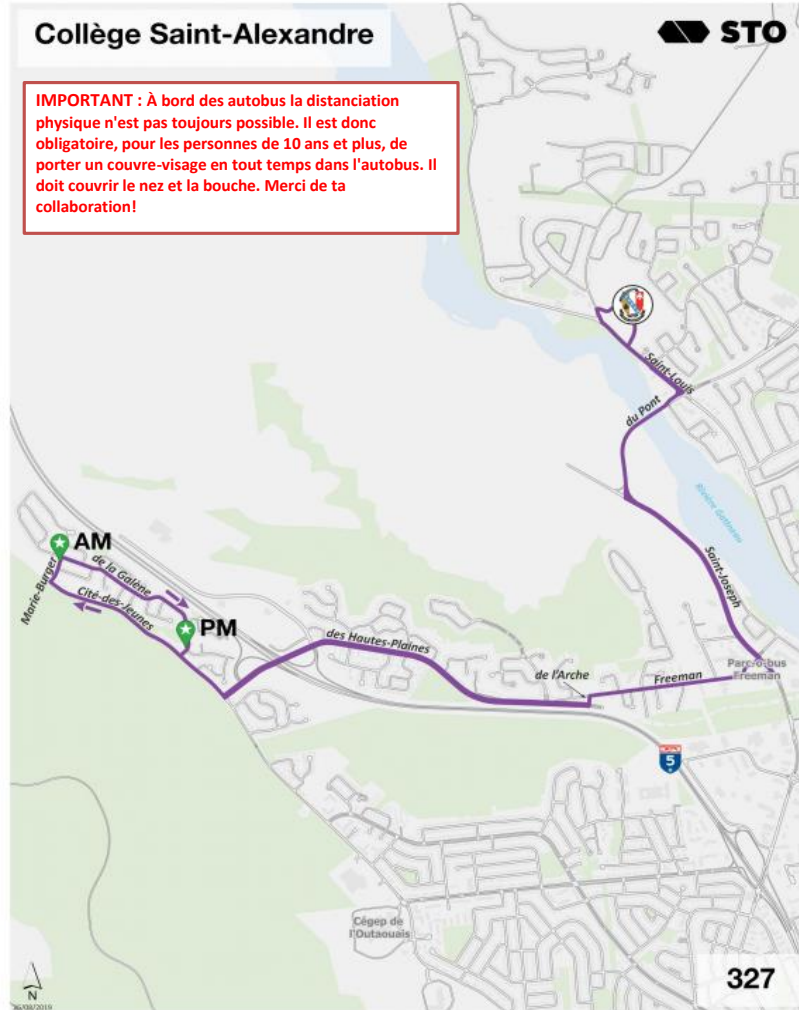 Collège Saint-Alexandre
STO
IMPORTANT : À bord des autobus la distanciation
physique n'est pas toujours possible. Il est donc
obligatoire, pour les personnes de 10 ans et plus, de
porter un couvre-visage en tout temps dans l'autobus. Il
doit couvrir le nez et la bouche. Merci de ta
collaboration!
Saint-Louis
du Pont
Rivière Gatineau
Saint-Joseph
AM
de la Galène
Marie-Burger
Cité-des-Jeunes
PM
des Hautes-Plaines
de l'Arche
Freeman
Parc-o-bus
Freeman
5
Cégep de
l'Outaouais
N
26/08/2019
327